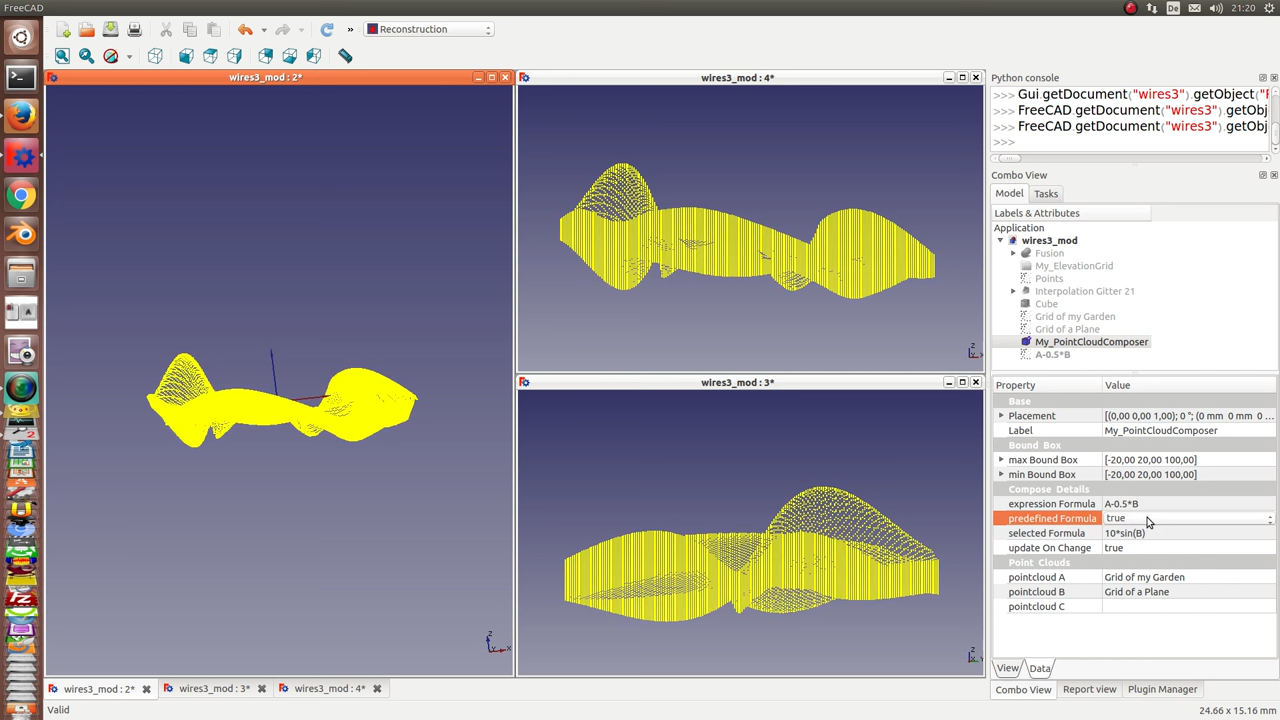 FreeCAD
De
21:20
Reconstruction
wires3_mod : 2*
wires3_mod : 4*
wires3_mod : 3*
Python console
>>> Gui.getDocument("wires3").getObject("F
>>> FreeCAD.getDocument("wires3").getObj
>>> FreeCAD.getDocument("wires3").getObj
>>>
Combo View
Model
Tasks
Labels & Attributes
Application
wires3_mod
Fusion
My_ElevationGrid
Points
Interpolation Gitter 21
Cube
Grid of my Garden
Grid of a Plane
My_PointCloudComposer
A-0.5*B
Property Value
Base
Placement [(0,00 0,00 1,00); 0 °; (0 mm 0 mm 0 ...
Label My_PointCloudComposer
Bound Box
max Bound Box [-20,00 20,00 100,00]
min Bound Box [-20,00 20,00 100,00]
Compose Details
expression Formula A-0.5*B
predefined Formula true
selected Formula 10*sin(B)
update On Change true
Point Clouds
pointcloud A Grid of my Garden
pointcloud B Grid of a Plane
pointcloud C
View
Data
wires3_mod : 2*
wires3_mod : 3*
wires3_mod : 4*
Combo View
Report view
Plugin Manager
Valid
24.66 x 15.16 mm